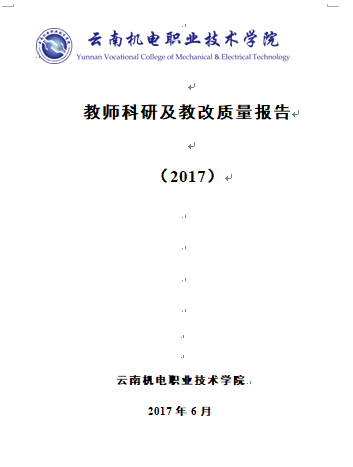 云南机电职业技术学院
Yunnan Vocational College of Mechanical & Electrical Technology
教师科研及教改质量报告
（2017）
云南机电职业技术学院
2017 年 6 月